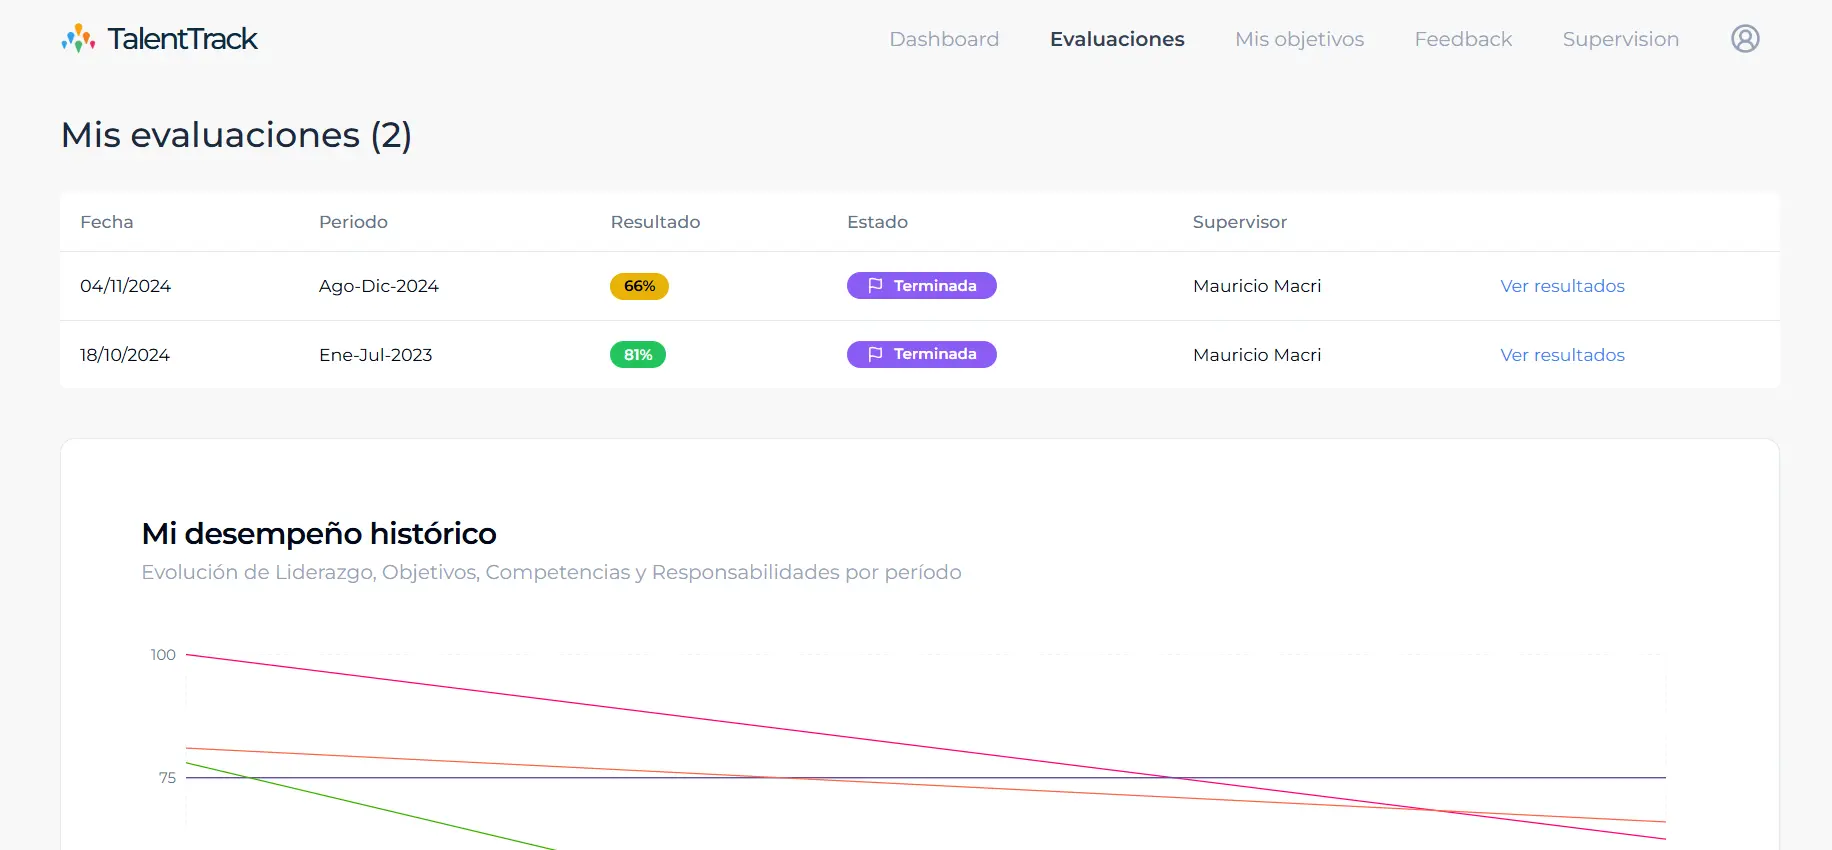 TalentTrack
Dashboard Evaluaciones Mis objetivos Feedback Supervision
Mis evaluaciones (2)
Fecha Periodo Resultado Estado Supervisor
04/11/2024 Ago-Dic-2024 66% Terminada Mauricio Macri Ver resultados
18/10/2024 Ene-Jul-2023 81% Terminada Mauricio Macri Ver resultados
Mi desempeño histórico
Evolución de Liderazgo, Objetivos, Competencias y Responsabilidades por período
100
75